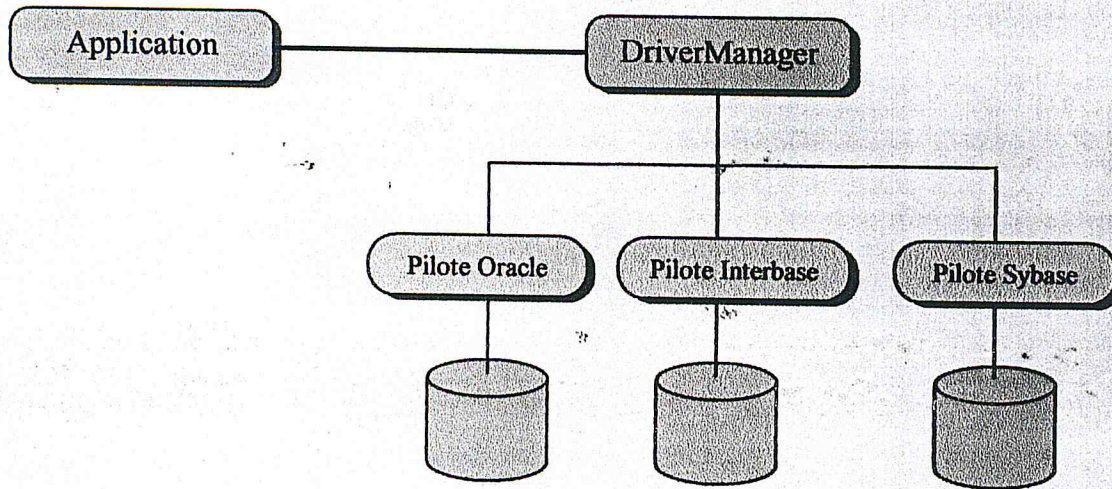 Application
DriverManager
Pilote Oracle
Pilote Interbase
Pilote Sybase